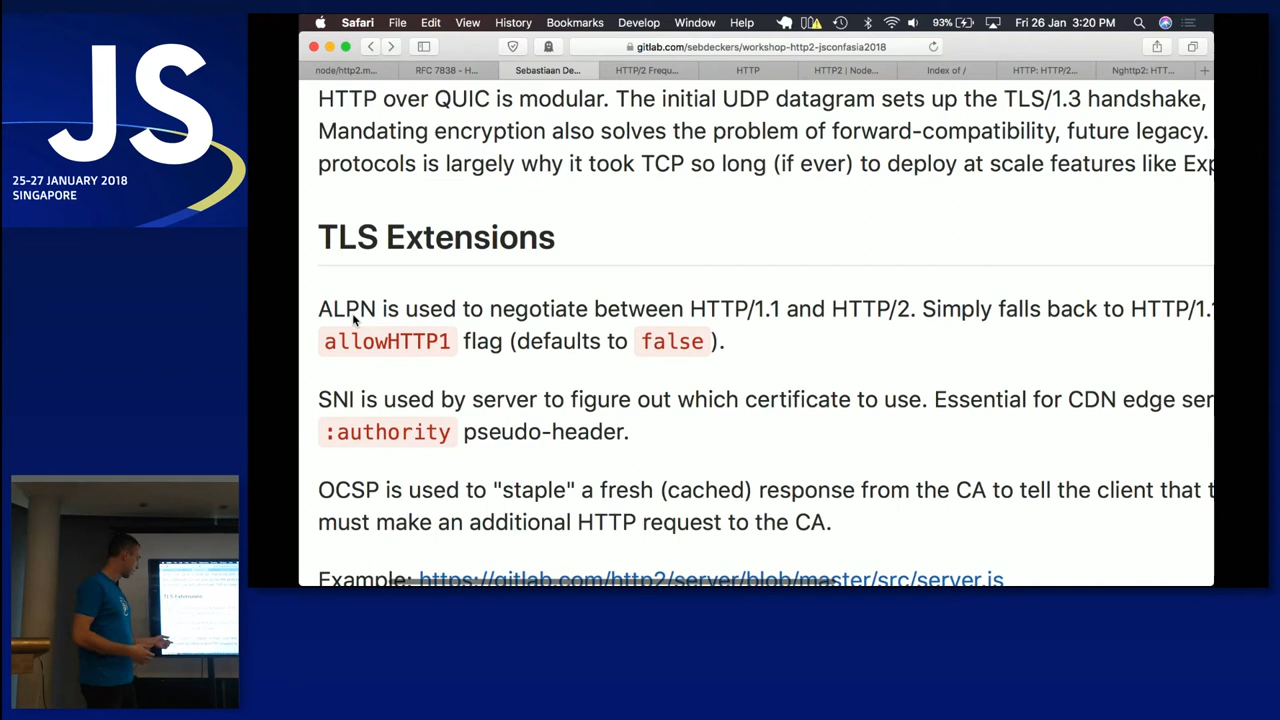 JS
25-27 JANUARY 2018
SINGAPORE
Safari File Edit View History Bookmarks Develop Window Help 93% Fri 26 Jan 3:20 PM
gitlab.com/sebdeckers/workshop-http2-jsconfasia2018
node/http2.m... RFC 7838 - H... Sebastiaan De... HTTP/2 Frequ... HTTP HTTP2 | Node... Index of / HTTP: HTTP/2... Nghttp2: HTT...
HTTP over QUIC is modular. The initial UDP datagram sets up the TLS/1.3 handshake,
Mandating encryption also solves the problem of forward-compatibility, future legacy.
protocols is largely why it took TCP so long (if ever) to deploy at scale features like Exp
TLS Extensions
ALPN is used to negotiate between HTTP/1.1 and HTTP/2. Simply falls back to HTTP/1.1
allowHTTP1 flag (defaults to false ).
SNI is used by server to figure out which certificate to use. Essential for CDN edge ser
:authority pseudo-header.
OCSP is used to "staple" a fresh (cached) response from the CA to tell the client that t
must make an additional HTTP request to the CA.
Example: https://gitlab.com/http2/server/blob/master/src/server.js
TLS Extensions